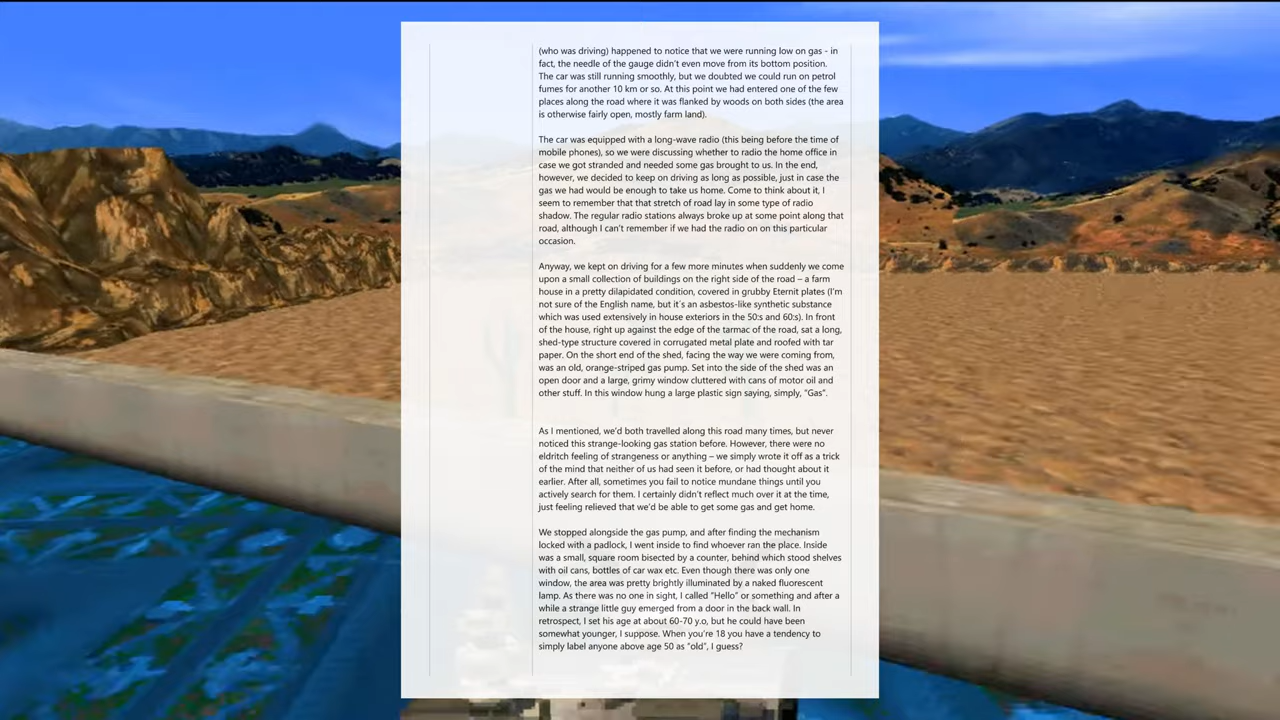 (who was driving) happened to notice that we were running low on gas - in
fact, the needle of the gauge didn't even move from its bottom position.
The car was still running smoothly, but we doubted we could run on petrol
fumes for another 10 km or so. At this point we had entered one of the few
places along the road where it was flanked by woods on both sides (the area
is otherwise fairly open, mostly farm land).
The car was equipped with a long-wave radio (this being before the time of
mobile phones), so we were discussing whether to radio the home office in
case we got stranded and needed some gas brought to us. In the end,
however, we decided to keep on driving as long as possible, just in case the
gas we had would be enough to take us home. Come to think about it, I
seem to remember that that stretch of road lay in some type of radio
shadow. The regular radio stations always broke up at some point along that
road, although I can't remember if we had the radio on on this particular
occasion.
Anyway, we kept on driving for a few more minutes when suddenly we come
upon a small collection of buildings on the right side of the road – a farm
house in a pretty dilapidated condition, covered in grubby Eternit plates (I'm
not sure of the English name, but it´s an asbestos-like synthetic substance
which was used extensively in house exteriors in the 50:s and 60:s). In front
of the house, right up against the edge of the tarmac of the road, sat a long,
shed-type structure covered in corrugated metal plate and roofed with tar
paper. On the short end of the shed, facing the way we were coming from,
was an old, orange-striped gas pump. Set into the side of the shed was an
open door and a large, grimy window cluttered with cans of motor oil and
other stuff. In this window hung a large plastic sign saying, simply, "Gas".
As I mentioned, we'd both travelled along this road many times, but never
noticed this strange-looking gas station before. However, there were no
eldritch feeling of strangeness or anything – we simply wrote it off as a trick
of the mind that neither of us had seen it before, or had thought about it
earlier. After all, sometimes you fail to notice mundane things until you
actively search for them. I certainly didn't reflect much over it at the time,
just feeling relieved that we'd be able to get some gas and get home.
We stopped alongside the gas pump, and after finding the mechanism
locked with a padlock, I went inside to find whoever ran the place. Inside
was a small, square room bisected by a counter, behind which stood shelves
with oil cans, bottles of car wax etc. Even though there was only one
window, the area was pretty brightly illuminated by a naked fluorescent
lamp. As there was no one in sight, I called "Hello" or something and after a
while a strange little guy emerged from a door in the back wall. In
retrospect, I set his age at about 60-70 y.o, but he could have been
somewhat younger, I suppose. When you're 18 you have a tendency to
simply label anyone above age 50 as "old", I guess?